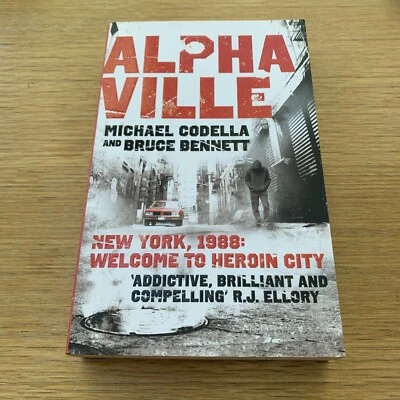 ALPHA
VILLE
MICHAEL CODELLA
AND BRUCE BENNETT
NEW YORK, 1988:
WELCOME TO HEROIN CITY
'ADDICTIVE, BRILLIANT AND
COMPELLING' R.J. ELLORY